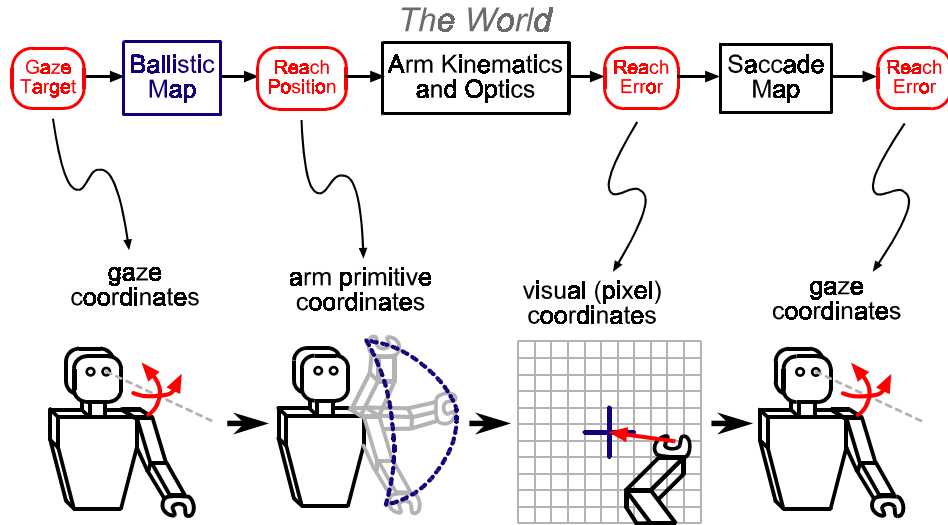 The World
Gaze
Target
Ballistic
Map
Reach
Position
Arm Kinematics
and Optics
Reach
Error
Saccade
Map
Reach
Error
gaze
coordinates
arm primitive
coordinates
visual (pixel)
coordinates
gaze
coordinates